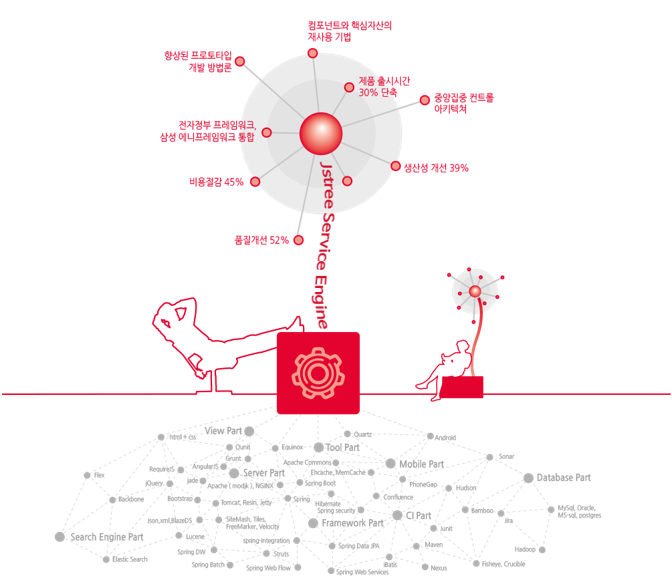 컴포넌트와 핵심자산의
재사용 기법
향상된 프로토타입
개발 방법론
제품 출시시간
30% 단축
중앙집중 컨트롤
아키텍쳐
전자정부 프레임워크,
삼성 애니프레임워크 통합
생산성 개선 39%
비용절감 45%
품질개선 52%
Jstree Service Engine
View Part
html + css
Qunit
Equinox
Quartz
Android
Tool Part
Grunt
Sonar
RequireJS
AngularJS
Apache Commons
Mobile Part
Flex
Server Part
Ehcache, MemCache
Database Part
jQuery
jade
Apache ( modjk ), NGINX
Spring Boot
PhoneGap
Hudson
Backbone
Bootstrap
Tomcat, Resin, Jetty
Spring
Hibernate
Confluence
Spring security
Bamboo
MySql, Oracle,
MS-sql, postgres
Json,xml,BlazeDS
SiteMash, Tiles,
FreeMarker, Velocity
Framework Part
CI Part
Jira
Junit
Search Engine Part
Lucene
spring-integration
Spring Data JPA
Maven
Hadoop
Elastic Search
Spring DW
Struts
Spring Batch
Spring Web Flow
Spring Web Services
iBatis
Nexus
Fisheye, Crucible